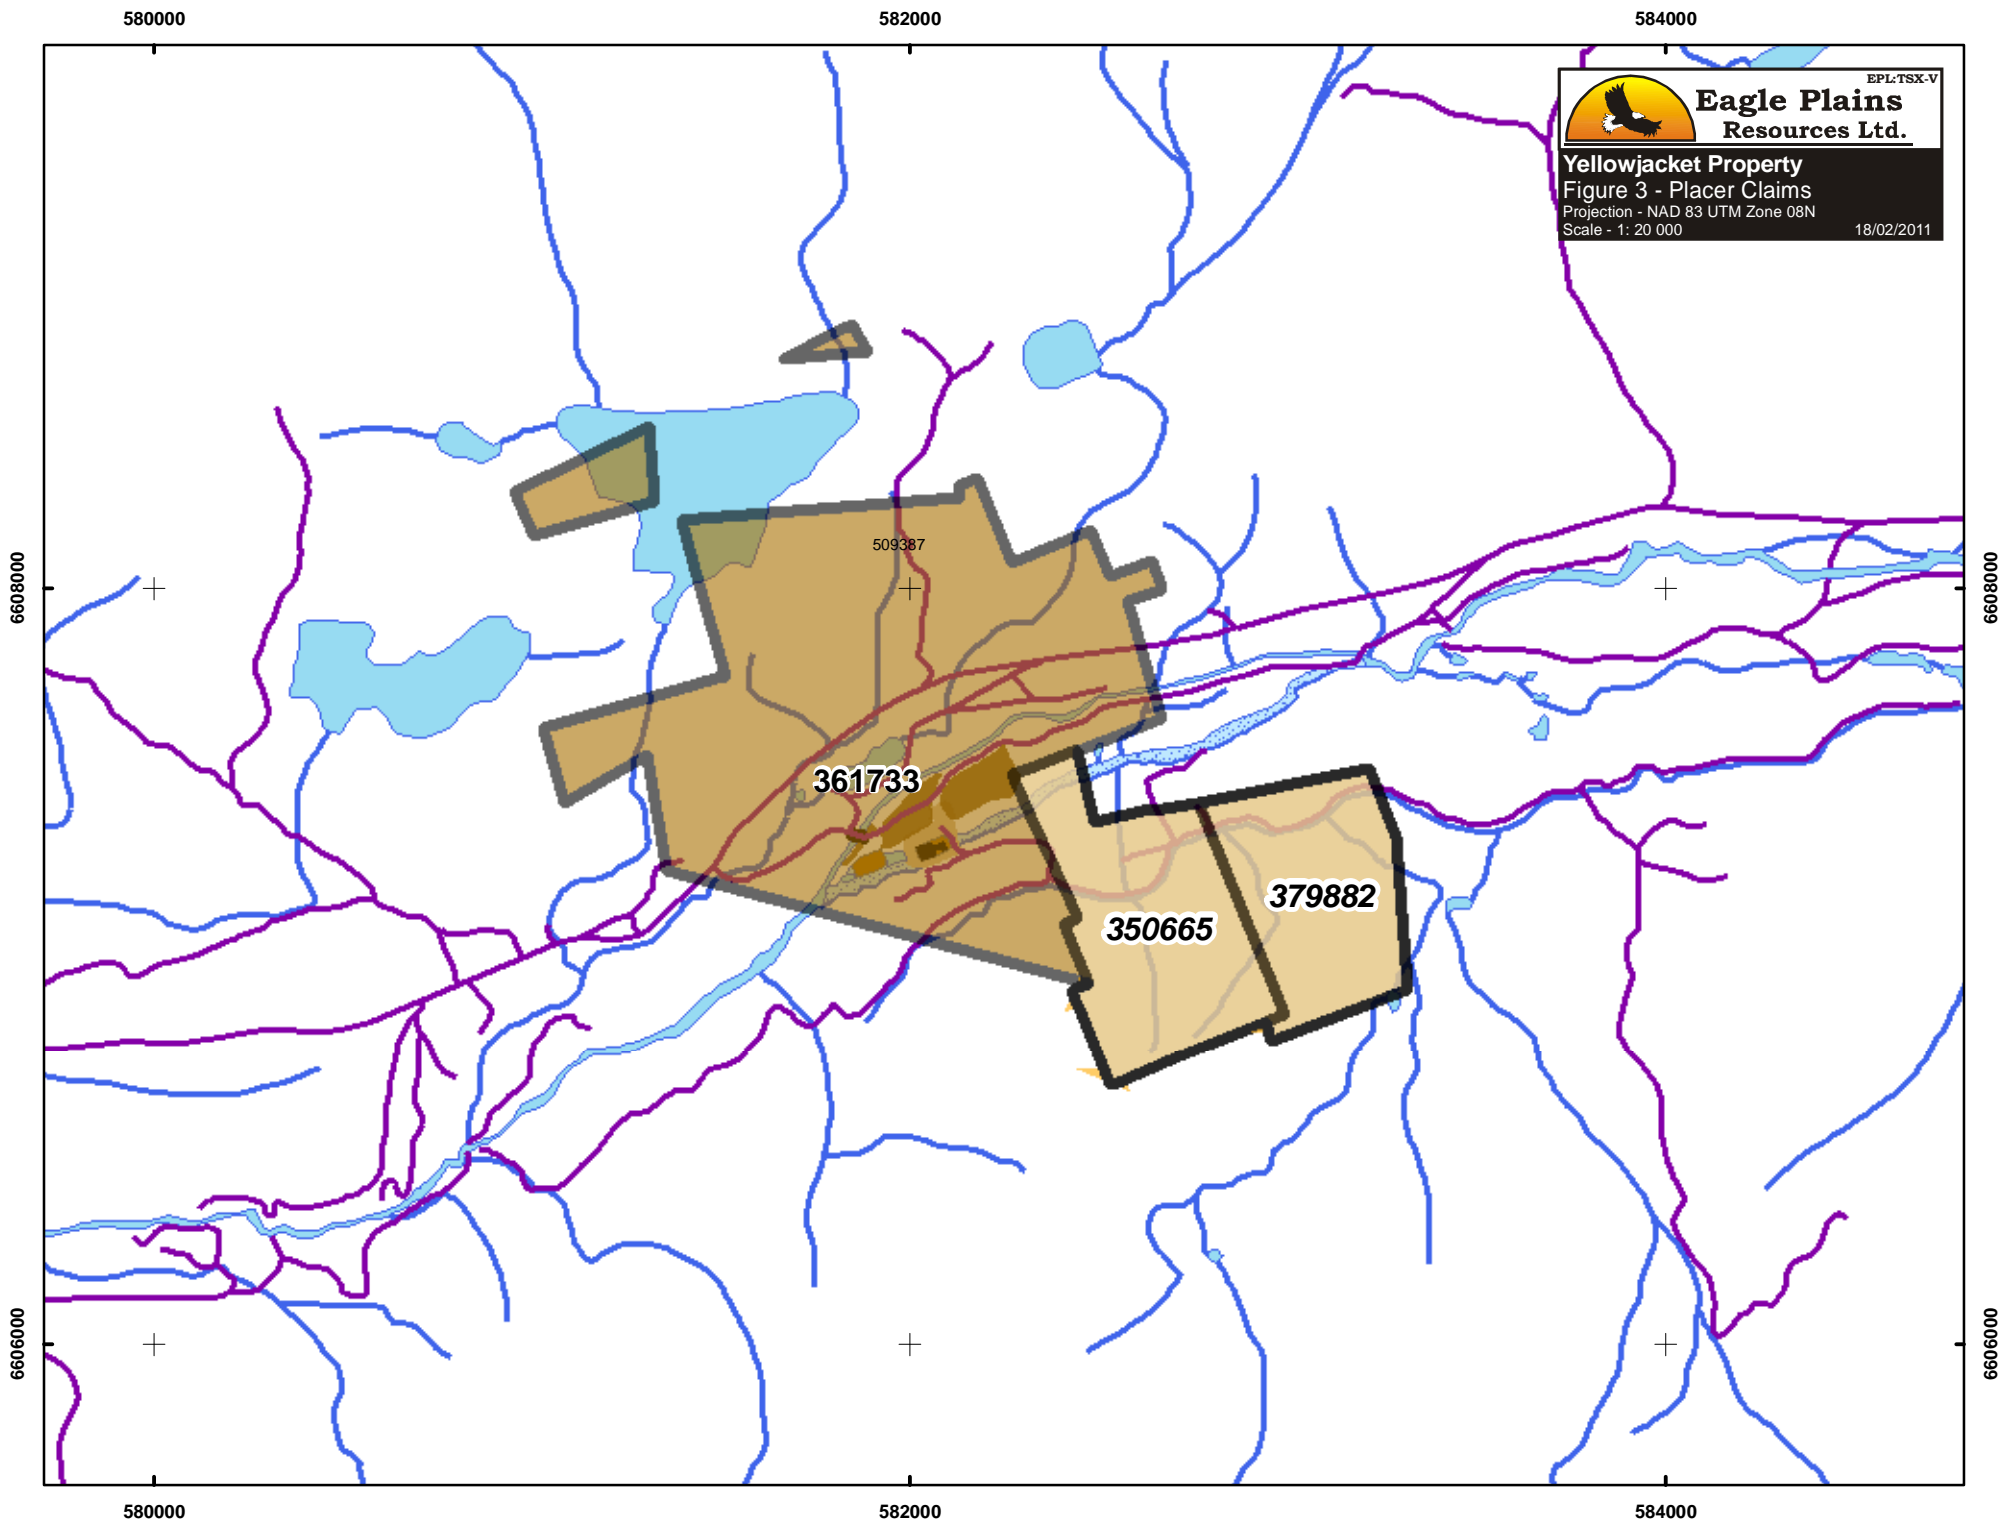 580000
582000
584000
EPL:TSX-V
Eagle Plains
Resources Ltd.
Yellowjacket Property
Figure 3 - Placer Claims
Projection - NAD 83 UTM Zone 08N
Scale - 1: 20 000
18/02/2011
509387
6608000
6608000
361733
379882
350665
6606000
6606000
580000
582000
584000